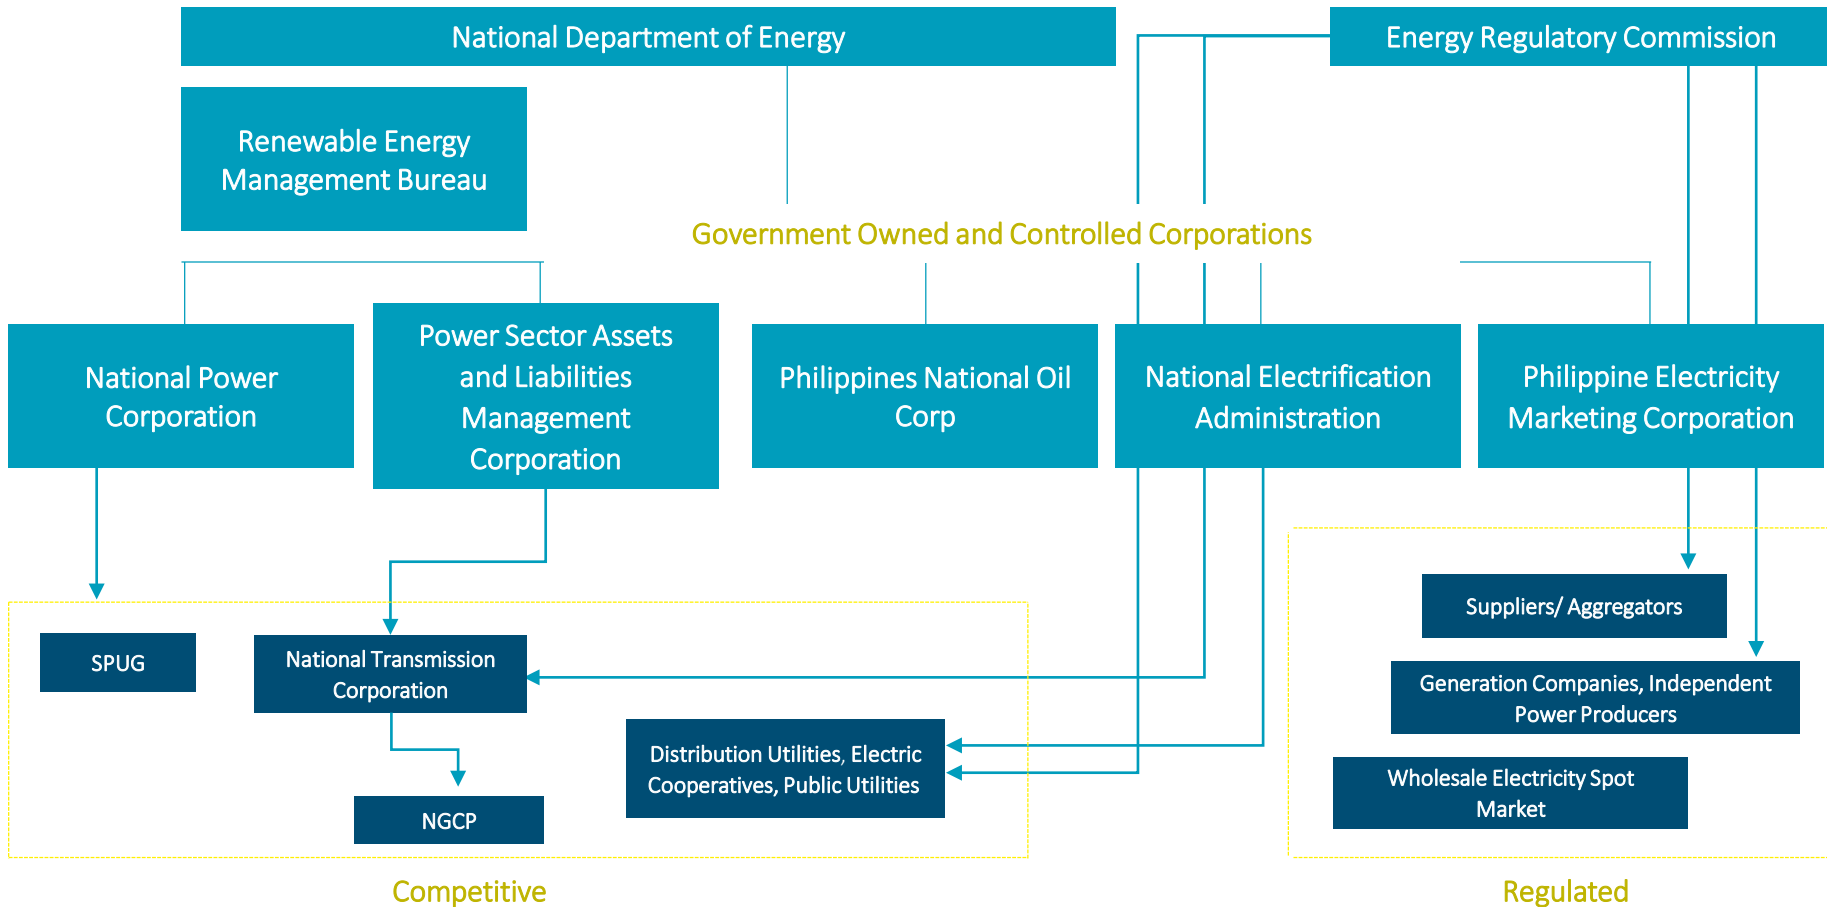 National Department of Energy
Energy Regulatory Commission
Renewable Energy
Management Bureau
Government Owned and Controlled Corporations
National Power
Corporation
Power Sector Assets
and Liabilities
Management
Corporation
Philippines National Oil
Corp
National Electrification
Administration
Philippine Electricity
Marketing Corporation
SPUG
National Transmission
Corporation
NGCP
Distribution Utilities, Electric
Cooperatives, Public Utilities
Suppliers/ Aggregators
Generation Companies, Independent
Power Producers
Wholesale Electricity Spot
Market
Competitive
Regulated